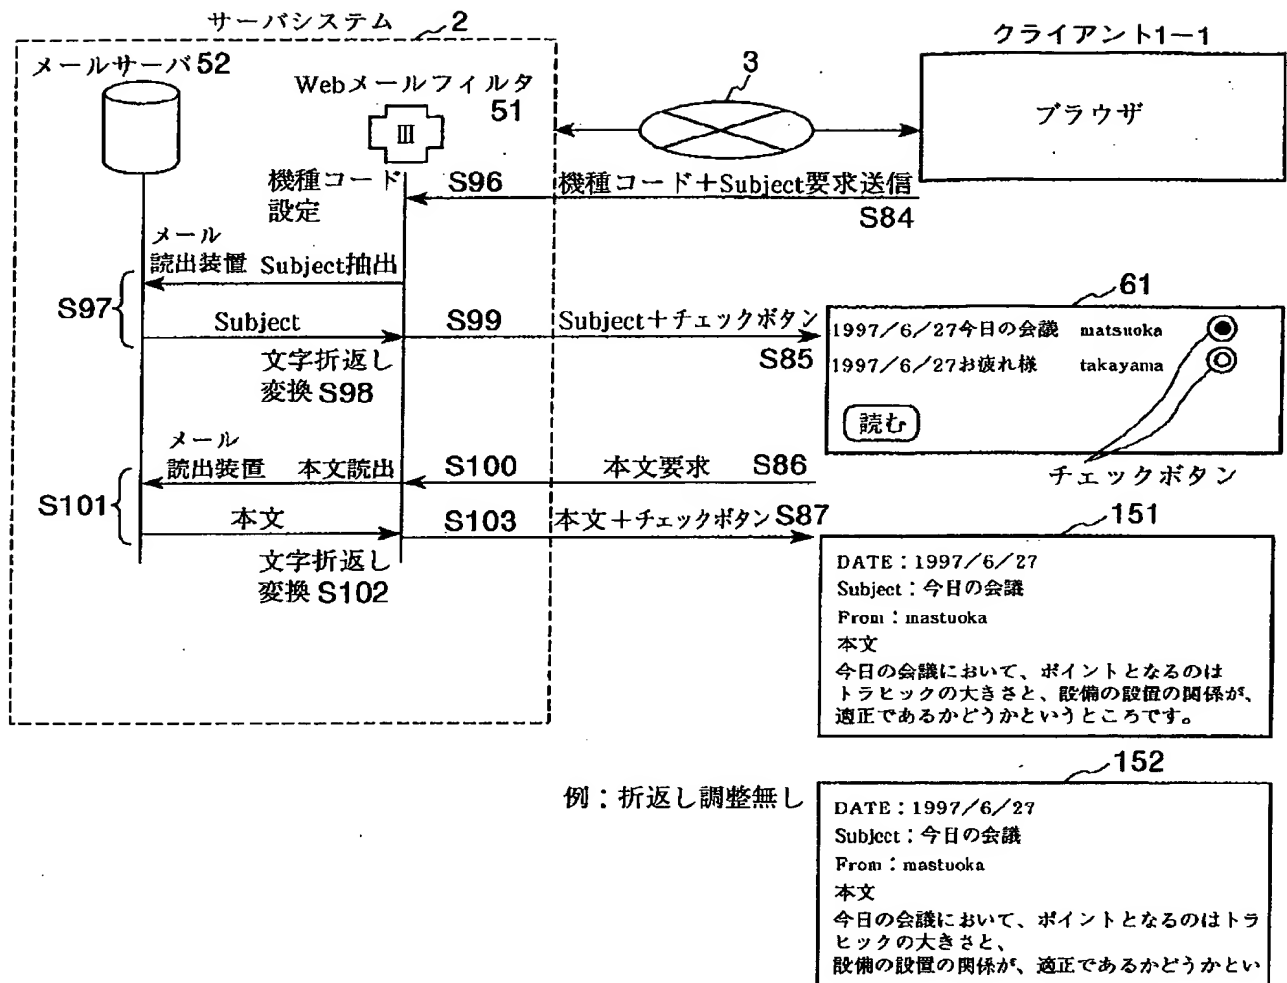 サーバシステム 2
クライアント1-1
メールサーバ52
Webメールフィルタ
51
III
3
ブラウザ
機種コード
設定
S96
機種コード+Subject要求送信
S84
メール
読出装置
Subject抽出
S97
Subject
S99
Subject+チェックボタン
S85
文字折返し
変換 S98
61
1997/6/27今日の会議 matsuoka
1997/6/27お疲れ様 takayama
読む
チェックボタン
メール
読出装置
本文読出
S100
本文要求
S86
S101
本文
S103
本文+チェックボタン S87
文字折返し
変換 S102
151
DATE:1997/6/27
Subject:今日の会議
From:mastuoka
本文
今日の会議において、ポイントとなるのは
トラヒックの大きさと、設備の設置の関係が、
適正であるかどうかというところです。
例:折返し調整無し
152
DATE:1997/6/27
Subject:今日の会議
From:mastuoka
本文
今日の会議において、ポイントとなるのはトラ
ヒックの大きさと、
設備の設置の関係が、適正であるかどうかとい